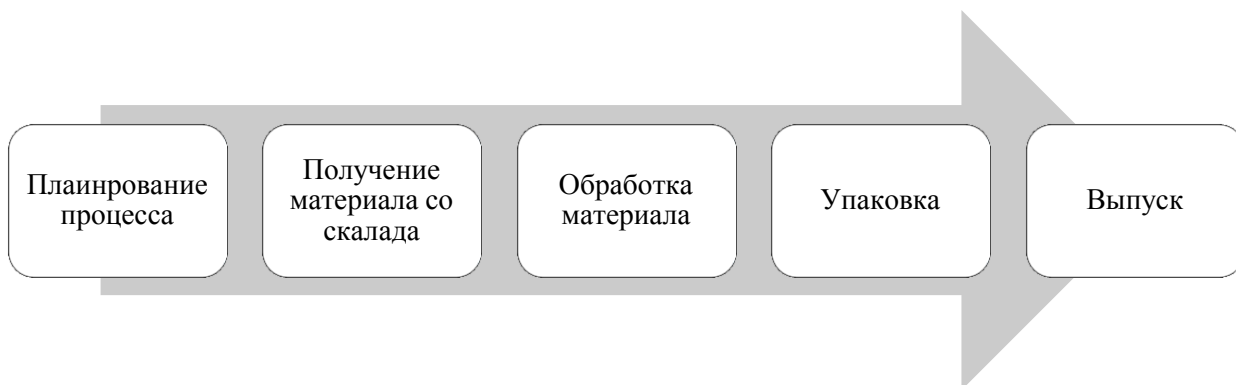 Плаинрование
процесса
Получение
материала со
скалада
Обработка
материала
Упаковка
Выпуск